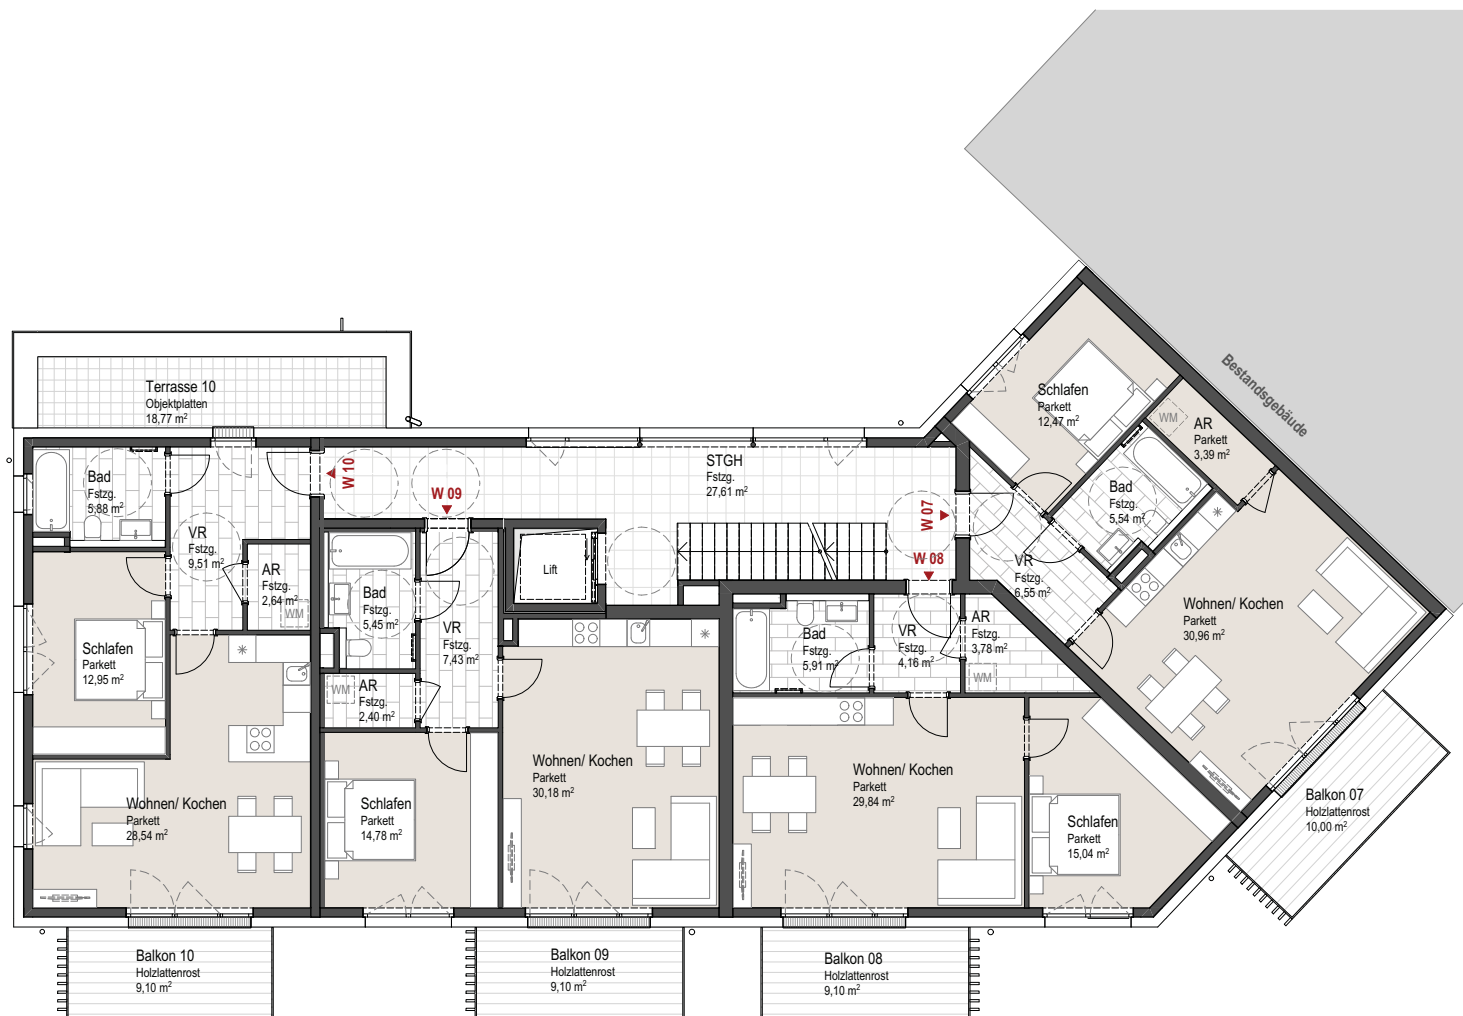 Bestandsgebäude
Schlafen
Parkett
12,47 m²
AR
Parkett
3,39 m²
WM
Bad
Fstzg.
5,54 m²
VR
Fstzg.
6,55 m²
Wohnen/ Kochen
Parkett
30,96 m²
Balkon 07
Holzlattenrost
10,00 m²
Terrasse 10
Objektplatten
18,77 m²
STGH
Fstzg.
27,61 m²
W 10
W 09
W 07
W 08
Lift
Bad
Fstzg.
5,88 m²
VR
Fstzg.
9,51 m²
AR
Fstzg.
2,64 m²
WM
Schlafen
Parkett
12,95 m²
Wohnen/ Kochen
Parkett
28,54 m²
Bad
Fstzg.
5,45 m²
VR
Fstzg.
7,43 m²
AR
Fstzg.
2,40 m²
WM
Schlafen
Parkett
14,78 m²
Wohnen/ Kochen
Parkett
30,18 m²
Bad
Fstzg.
5,91 m²
VR
Fstzg.
4,16 m²
AR
Fstzg.
3,78 m²
WM
Wohnen/ Kochen
Parkett
29,84 m²
Schlafen
Parkett
15,04 m²
Balkon 10
Holzlattenrost
9,10 m²
Balkon 09
Holzlattenrost
9,10 m²
Balkon 08
Holzlattenrost
9,10 m²